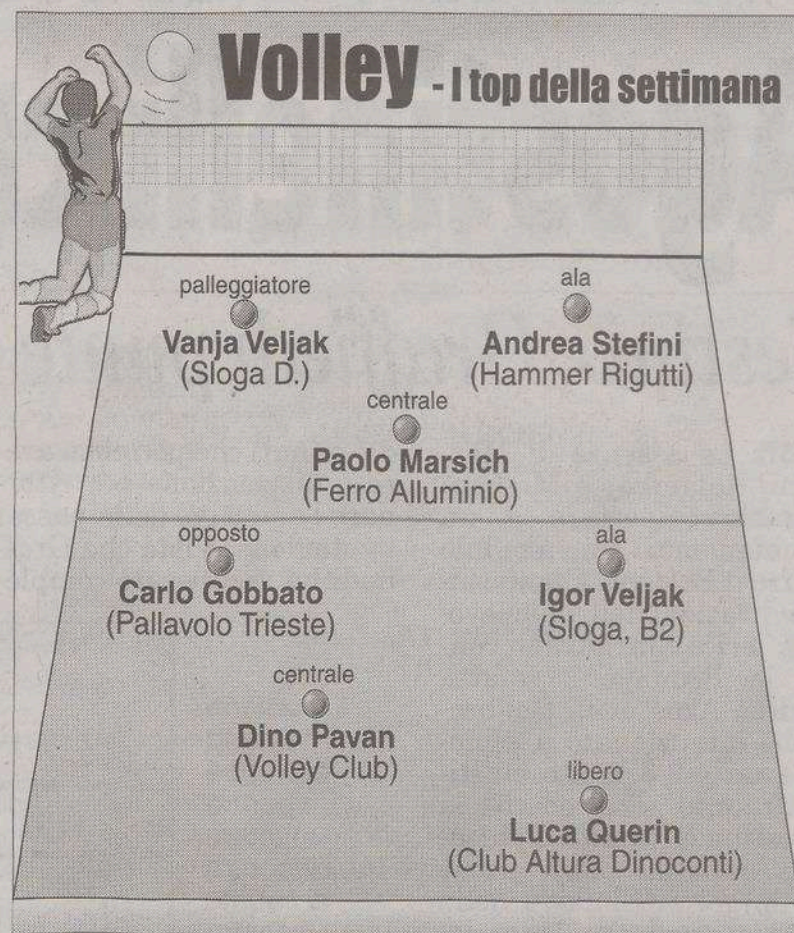 Volley - I top della settimana
palleggiatore
Vanja Veljak
(Sloga D.)
ala
Andrea Stefini
(Hammer Rigutti)
centrale
Paolo Marsich
(Ferro Alluminio)
opposto
Carlo Gobbato
(Pallavolo Trieste)
ala
Igor Veljak
(Sloga, B2)
centrale
Dino Pavan
(Volley Club)
libero
Luca Querin
(Club Altura Dinoconti)